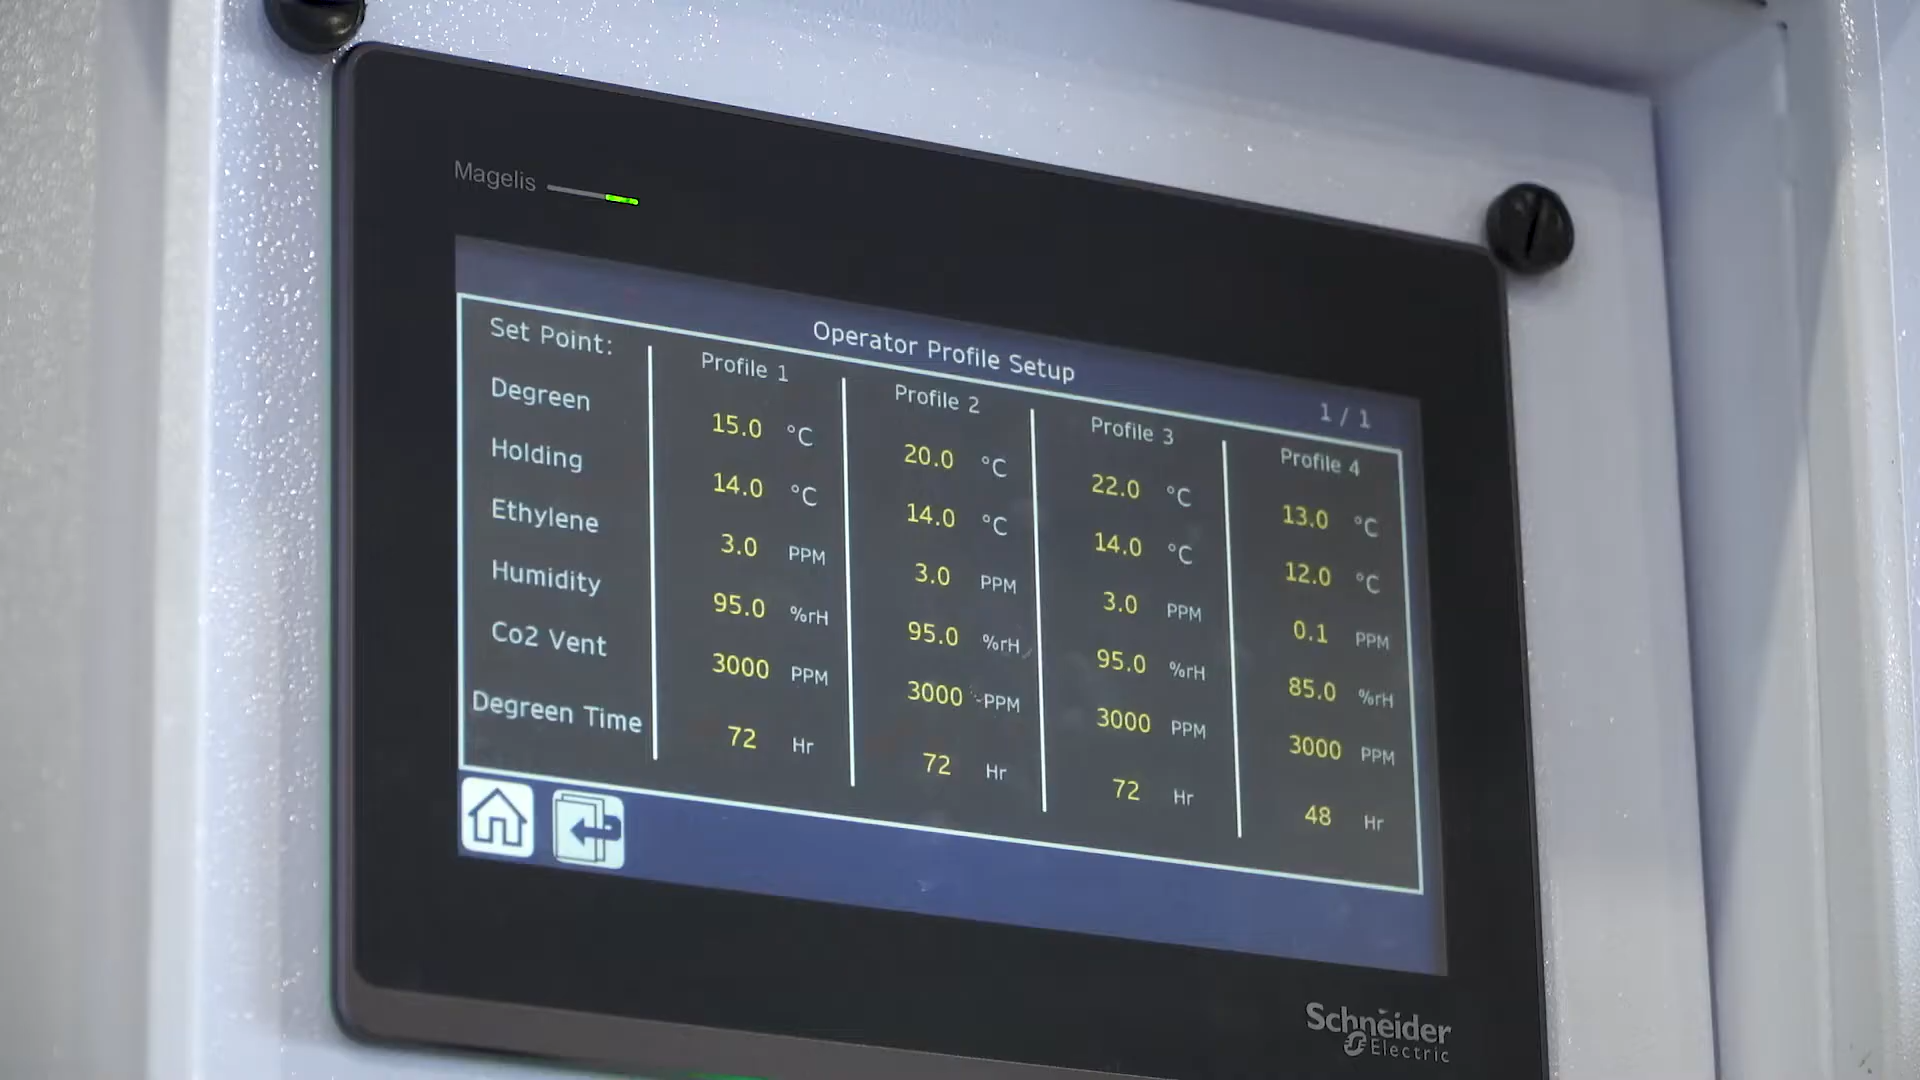 Magelis
Operator Profile Setup
1 / 1
Set Point: Profile 1 Profile 2 Profile 3 Profile 4
Degreen 15.0 °C 20.0 °C 22.0 °C 13.0 °C
Holding 14.0 °C 14.0 °C 14.0 °C 12.0 °C
Ethylene 3.0 PPM 3.0 PPM 3.0 PPM 0.1 PPM
Humidity 95.0 %rH 95.0 %rH 95.0 %rH 85.0 %rH
Co2 Vent 3000 PPM 3000 PPM 3000 PPM 3000 PPM
Degreen Time 72 Hr 72 Hr 72 Hr 48 Hr
Schneider
Electric